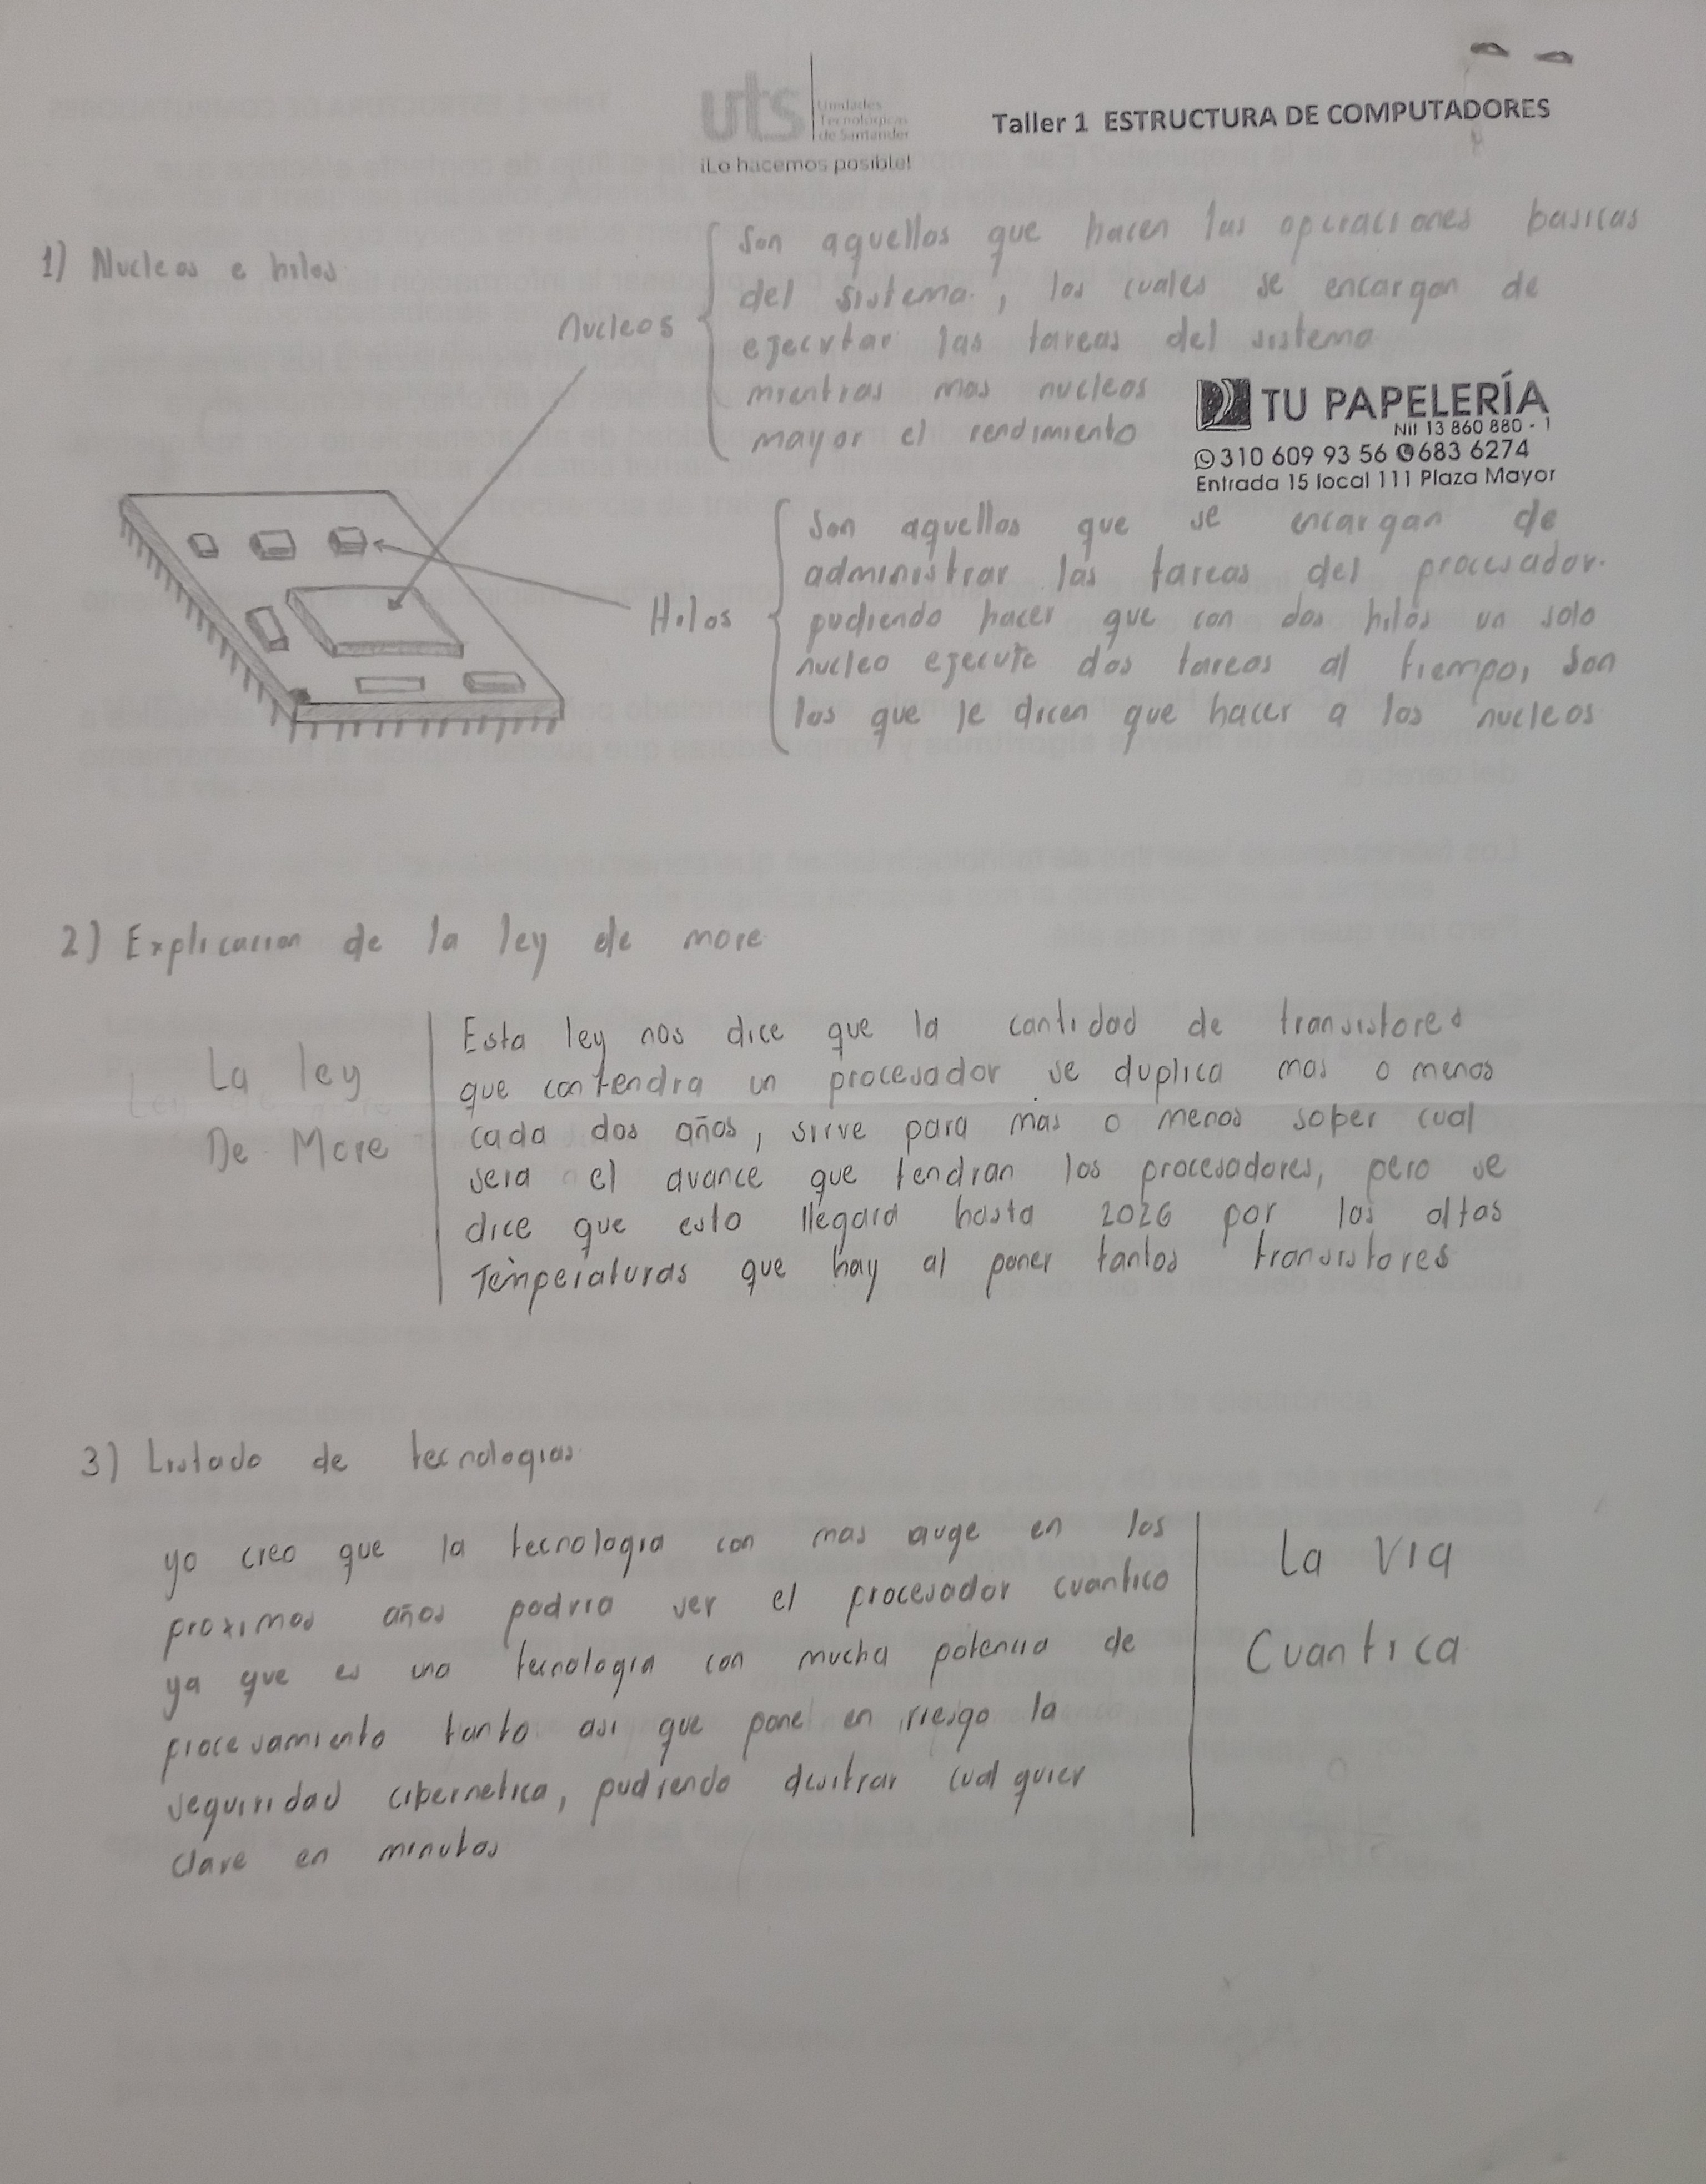 uts
Unidades
Tecnológicas
de Santander
¡Lo hacemos posible!
Taller 1 ESTRUCTURA DE COMPUTADORES
1) Nucleos e hilos
Nucleos
Son aquellos que hacen las operaciones basicas
del sistema, los cuales se encargan de
ejecutar las tareas del sistema
mientras mas nucleos
mayor el rendimiento
TU PAPELERÍA
Nit 13 860 880 - 1
310 609 93 56 683 6274
Entrada 15 local 111 Plaza Mayor
Hilos
Son aquellos que se encargan de
administrar las tareas del procesador.
pudiendo hacer que con dos hilos un solo
nucleo ejecute dos tareas al tiempo, Son
los que le dicen que hacer a los nucleos
2) Explicacion de la ley de more
La ley
De More
Esta ley nos dice que la cantidad de transistores
que contendra un procesador se duplica mas o menos
cada dos años, sirve para mas o menos saber cual
sera el avance que tendran los procesadores, pero se
dice que esto llegara hasta 2026 por las altas
Temperaturas que hay al poner tantos transistores
3) Listado de tecnologias
yo creo que la tecnologia con mas auge en los
proximos años podria ser el procesador cuantico
ya que es una tecnologia con mucha potencia de
procesamiento tanto asi que pone en riesgo la
seguridad cibernetica, pudiendo desifrar cualquier
clave en minutos
La Via
Cuantica